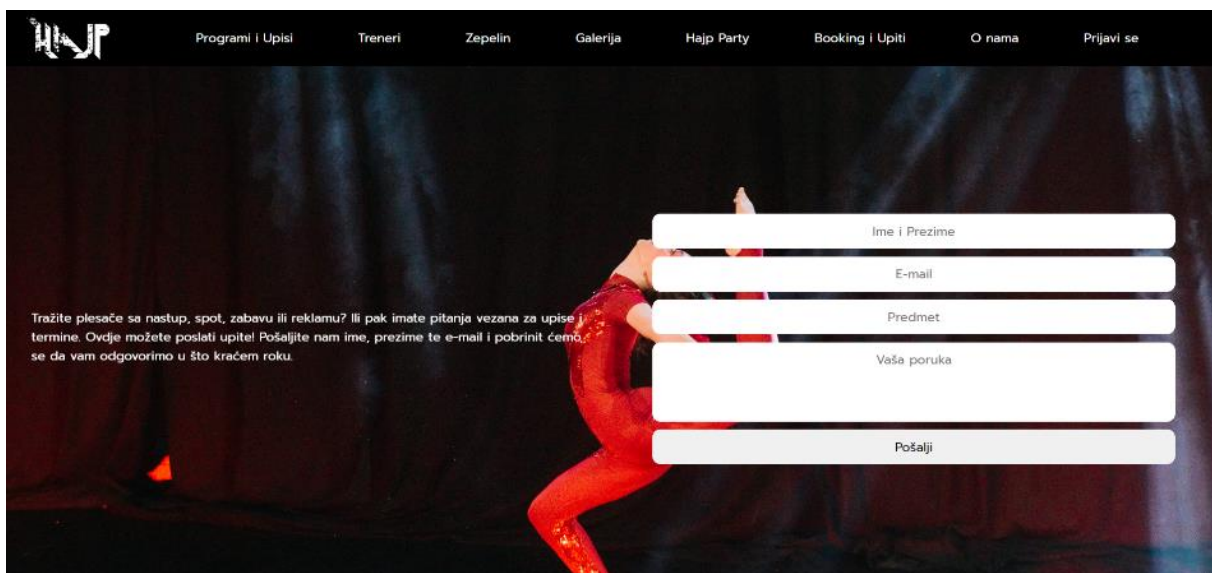 HAJP
Programi i Upisi
Treneri
Zepelin
Galerija
Hajp Party
Booking i Upiti
O nama
Prijavi se
Tražite plesače sa nastup, spot, zabavu ili reklamu? Ili pak imate pitanja vezana za upise i
termine. Ovdje možete poslati upite! Pošaljite nam ime, prezime te e-mail i pobrinit ćemo
se da vam odgovorimo u što kraćem roku.
Ime i Prezime
E-mail
Predmet
Vaša poruka
Pošalji